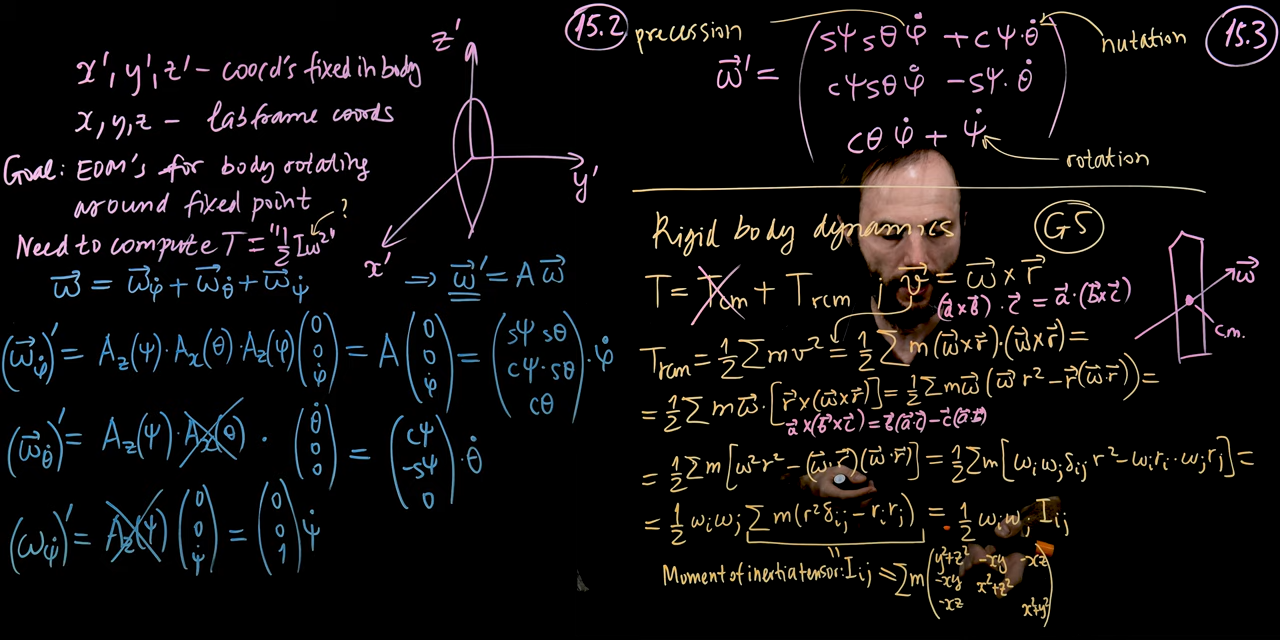 15.2
x', y', z' – coord's fixed in body
x, y, z – lab frame coords
Goal: EOM's for body rotating
around fixed point
Need to compute T = "½ Iω²" ?
z'
y'
x'
ω⃗ = ω⃗_φ̇ + ω⃗_θ̇ + ω⃗_ψ̇ ⇒ ω⃗' = A ω⃗
(ω⃗_φ̇)' = A_z(ψ)·A_x(θ)·A_z(φ) (0 0 φ̇) = A (0 0 φ̇) = (sψ sθ cψ·sθ cθ)·φ̇
(ω⃗_θ̇)' = A_z(ψ)·A_x(θ)· (θ̇ 0 0) = (cψ -sψ 0)·θ̇
(ω_ψ̇)' = A_z(ψ) (0 0 ψ̇) = (0 0 1) ψ̇
15.3
precession
nutation
rotation
ω⃗' = (sψ sθ φ̇ + cψ·θ̇
cψ sθ φ̇ – sψ·θ̇
cθ φ̇ + ψ̇)
Rigid body dynamics G5
T = T_cm + T_rcm ; v⃗ = ω⃗ × r⃗
(a⃗×b⃗)·c⃗ = a⃗·(b⃗×c⃗)
ω⃗
c.m.
T_rcm = ½ ∑ mv² = ½ ∑ m(ω⃗×r⃗)·(ω⃗×r⃗) =
= ½ ∑ mω⃗·[r⃗×(ω⃗×r⃗)] = ½ ∑ mω⃗(ω⃗ r² – r⃗(ω⃗·r⃗)) =
a⃗×(b⃗×c⃗) = b⃗(a⃗·c⃗) – c⃗(a⃗·b⃗)
= ½ ∑ m[ω²r² – (ω⃗·r⃗)(ω⃗·r⃗)] = ½ ∑ m[ω_i ω_j δ_ij r² – ω_i r_i·ω_j r_j] =
= ½ ω_i ω_j ∑ m(r²δ_ij – r_i r_j) = ½ ω_i ω_j I_ij
Moment of inertia tensor: I_ij = ∑ m (y²+z² -xy -xz
-xy x²+z²
-xz x²+y²)